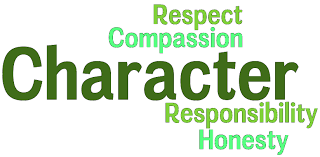 Respect
Compassion
Character
Responsibility
Honesty